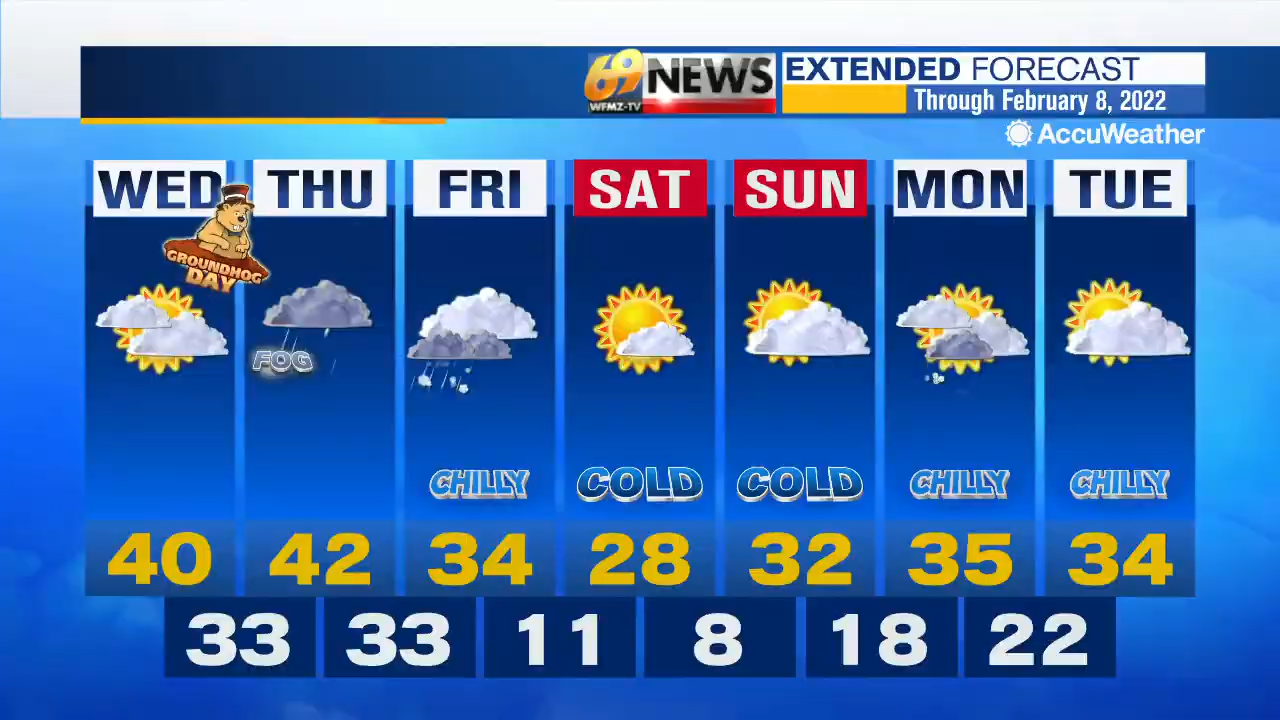 69 NEWS
WFMZ-TV
EXTENDED FORECAST
Through February 8, 2022
AccuWeather
WED THU FRI SAT SUN MON TUE
GROUNDHOG
DAY
FOG
CHILLY COLD COLD CHILLY CHILLY
40 42 34 28 32 35 34
33 33 11 8 18 22